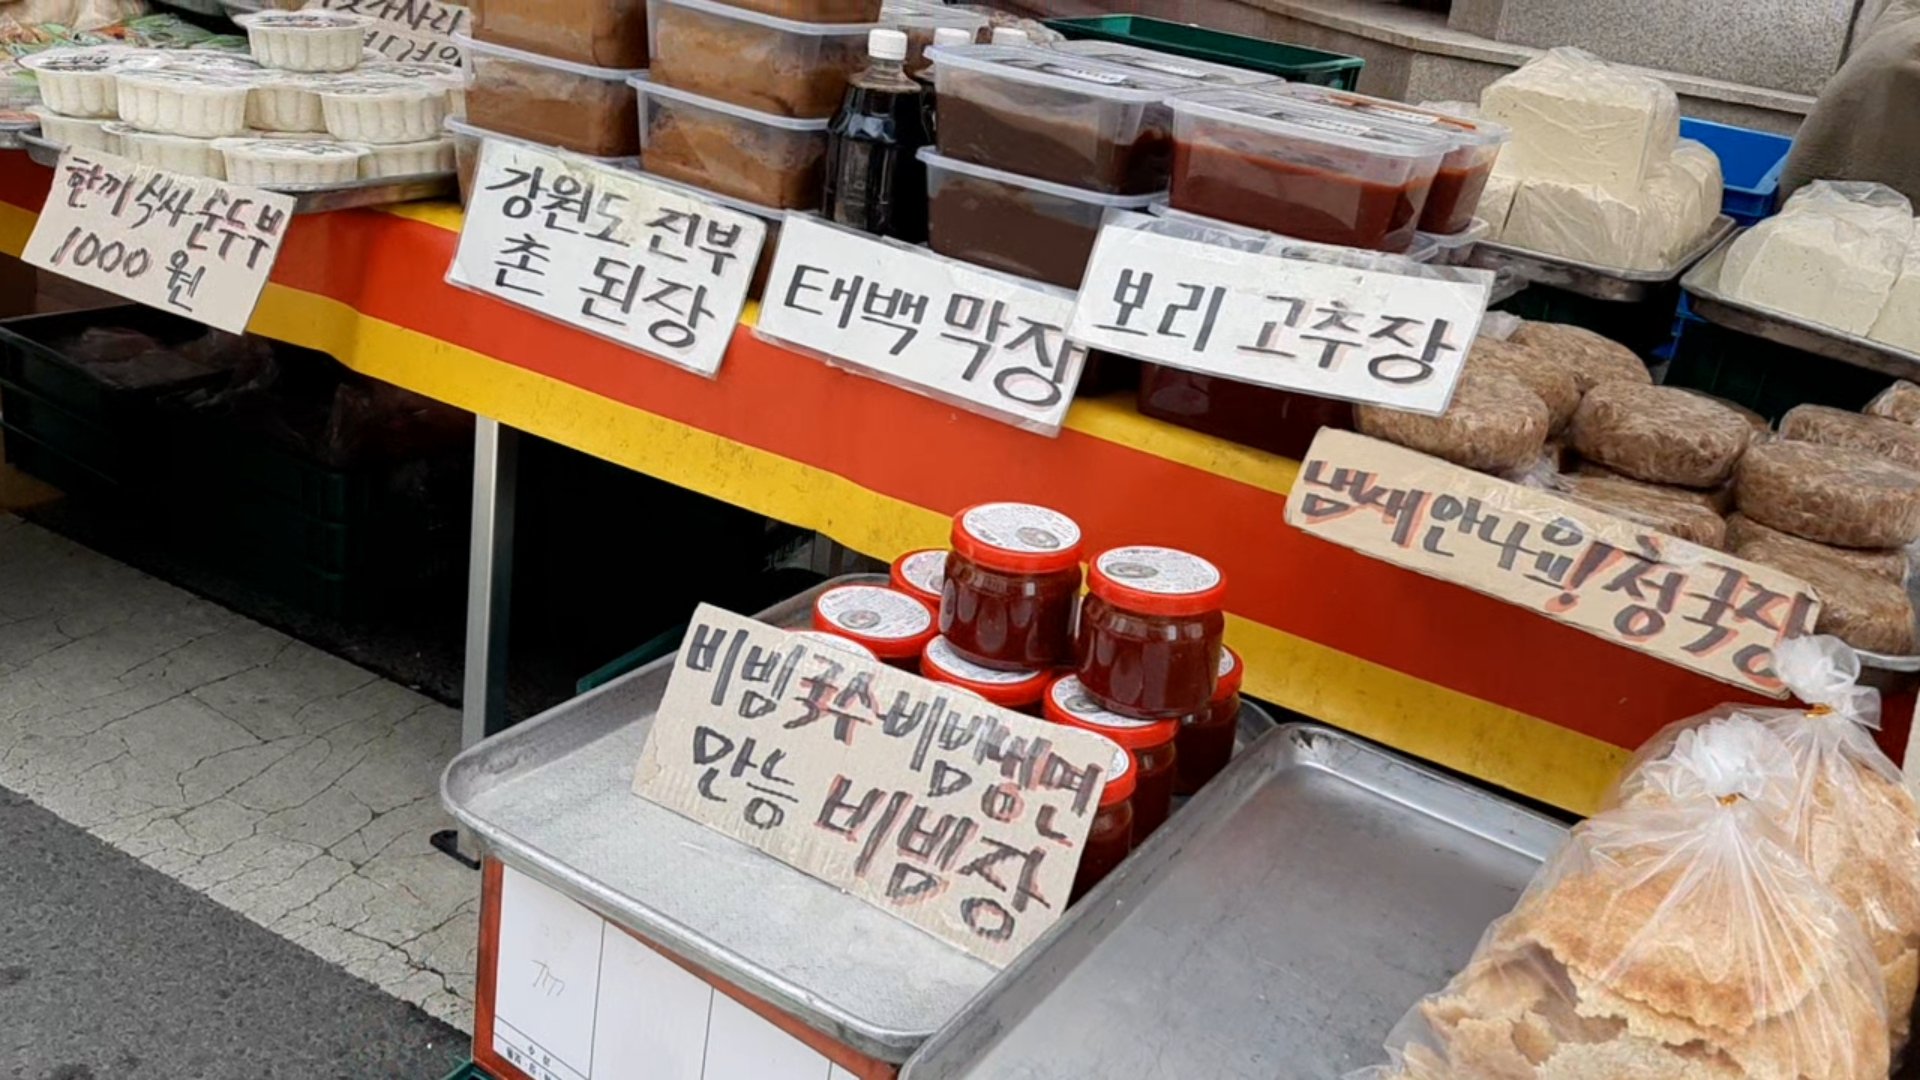 한끼 식사 순두부
1000원
강원도 진부
촌 된장
태백 막장
보리 고추장
냄새 안나요! 청국장
비빔국수 비빔냉면
만능 비빔장